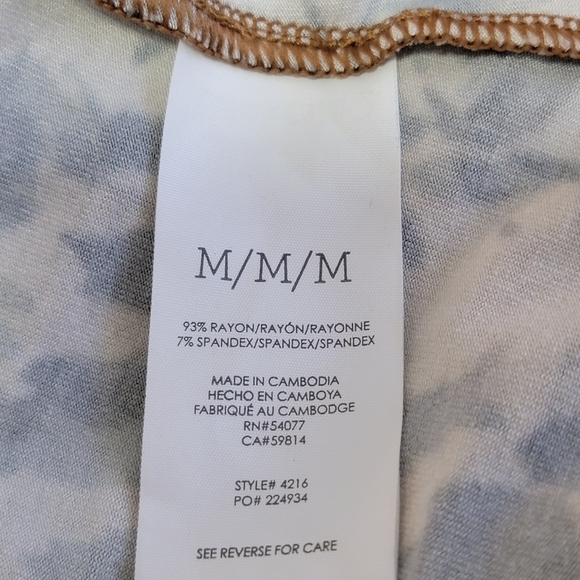 M/M/M
93% RAYON/RAYÓN/RAYONNE
7% SPANDEX/SPANDEX/SPANDEX
MADE IN CAMBODIA
HECHO EN CAMBOYA
FABRIQUÉ AU CAMBODGE
RN#54077
CA#59814
STYLE# 4216
PO# 224934
SEE REVERSE FOR CARE